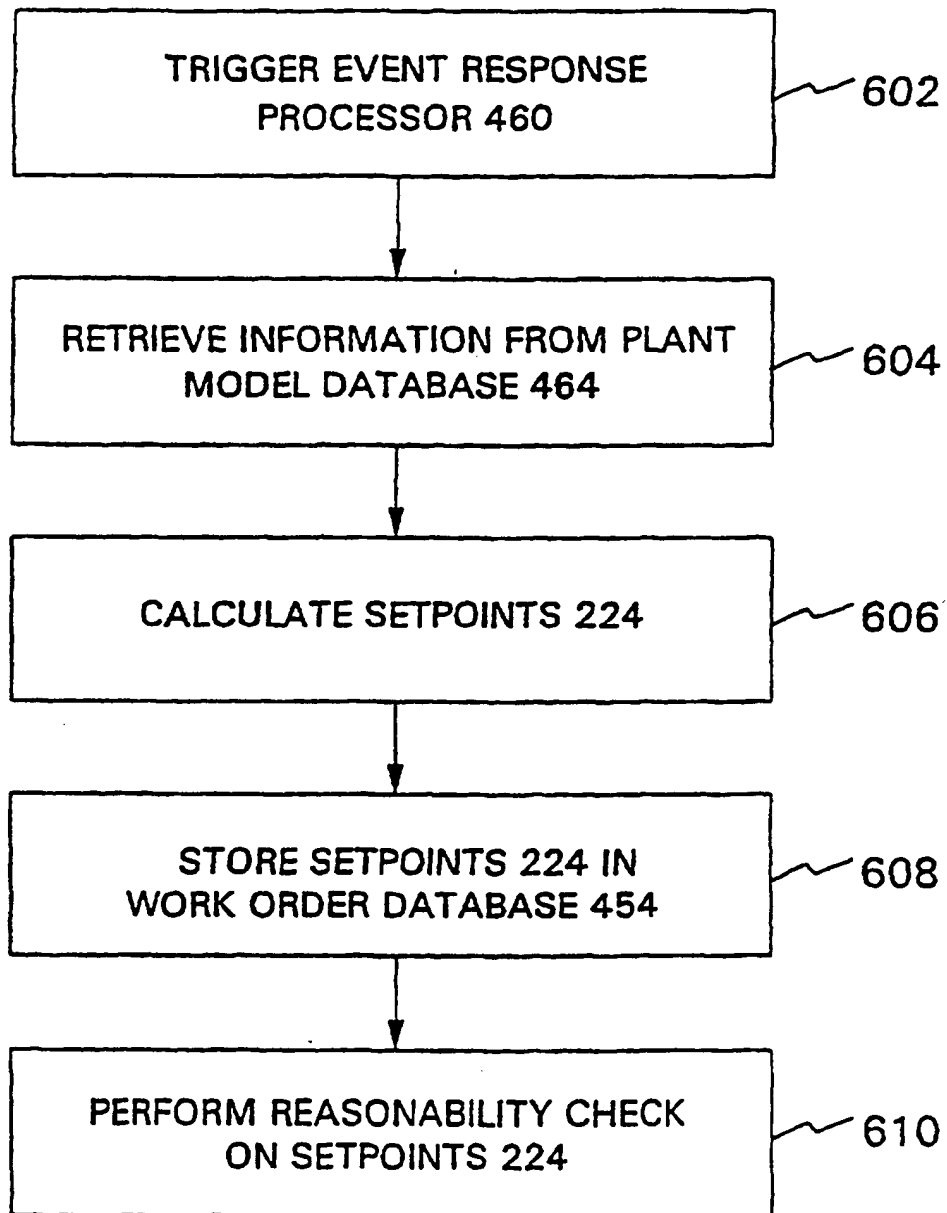 TRIGGER EVENT RESPONSE
PROCESSOR 460
602
RETRIEVE INFORMATION FROM PLANT
MODEL DATABASE 464
604
CALCULATE SETPOINTS 224
606
STORE SETPOINTS 224 IN
WORK ORDER DATABASE 454
608
PERFORM REASONABILITY CHECK
ON SETPOINTS 224
610